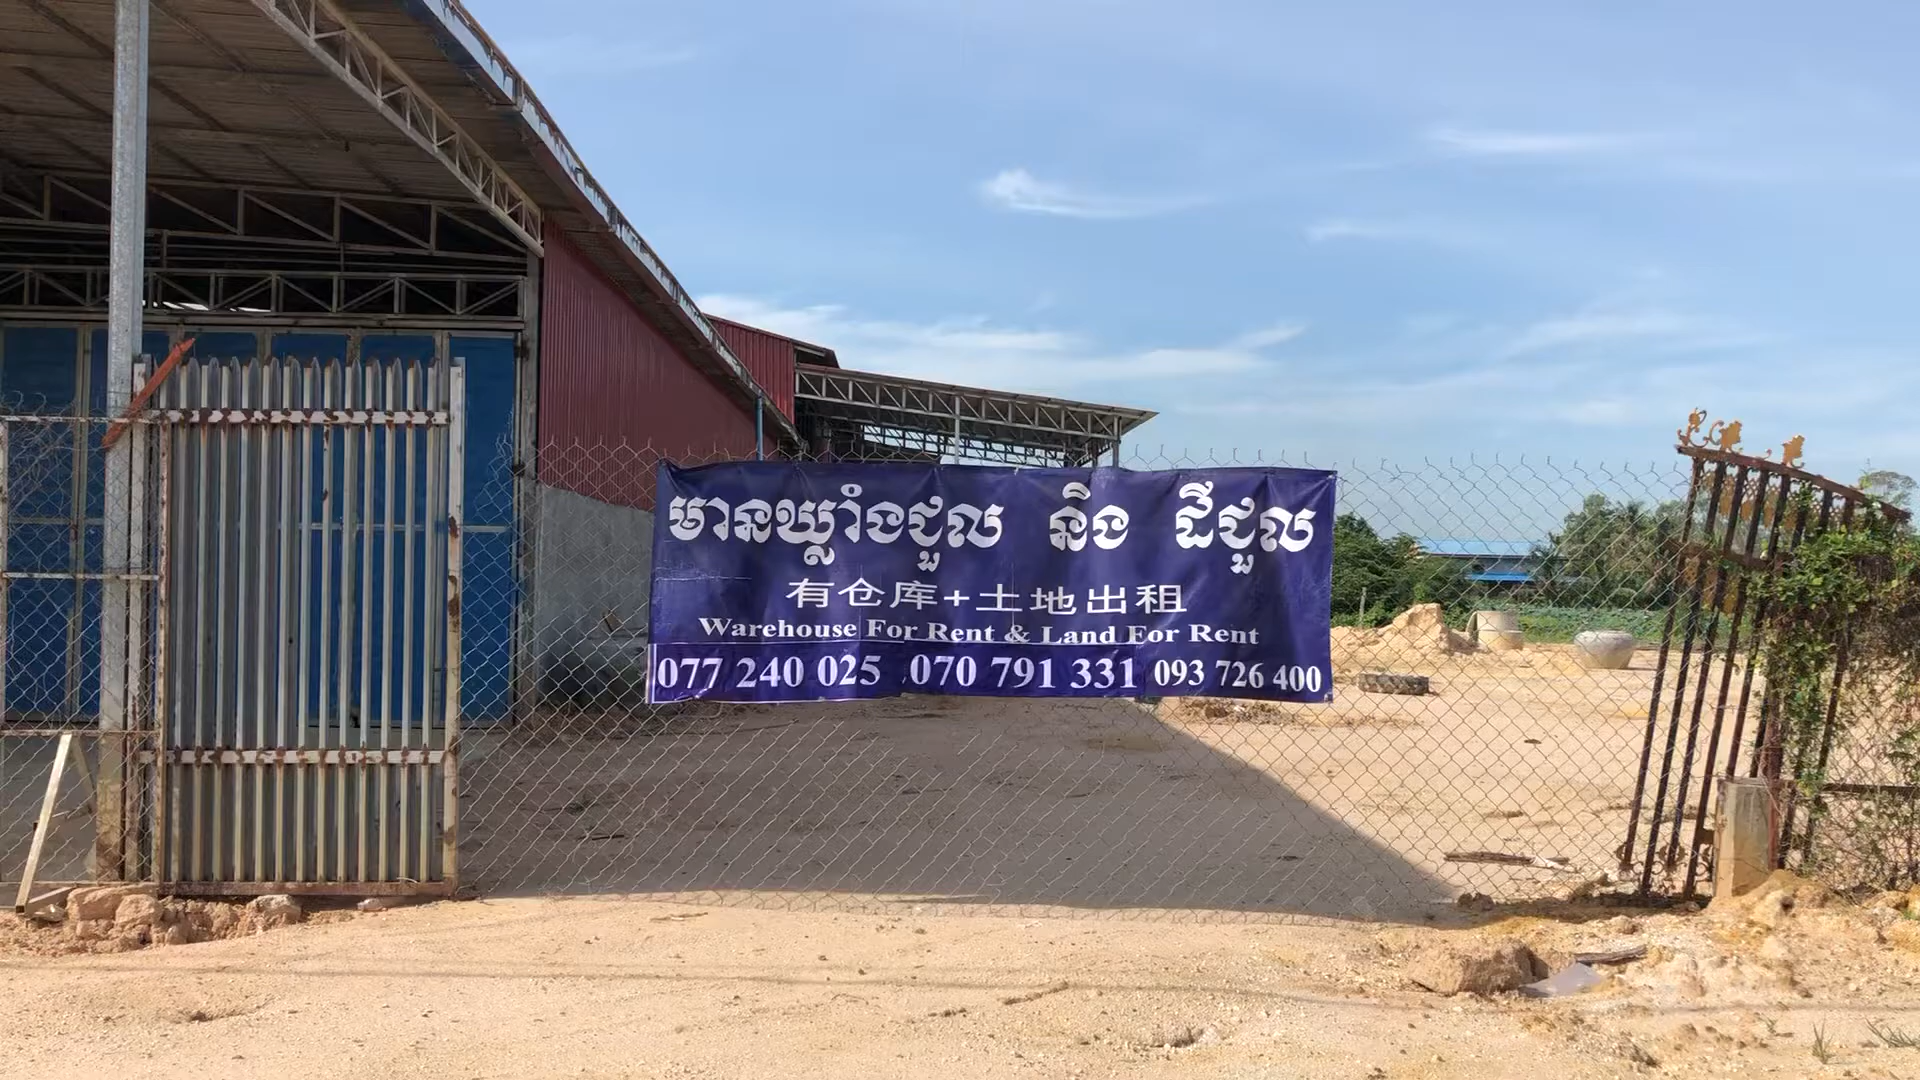 មានឃ្លាំងជួល និង ដីជួល
有仓库+土地出租
Warehouse For Rent & Land For Rent
077 240 025 070 791 331 093 726 400